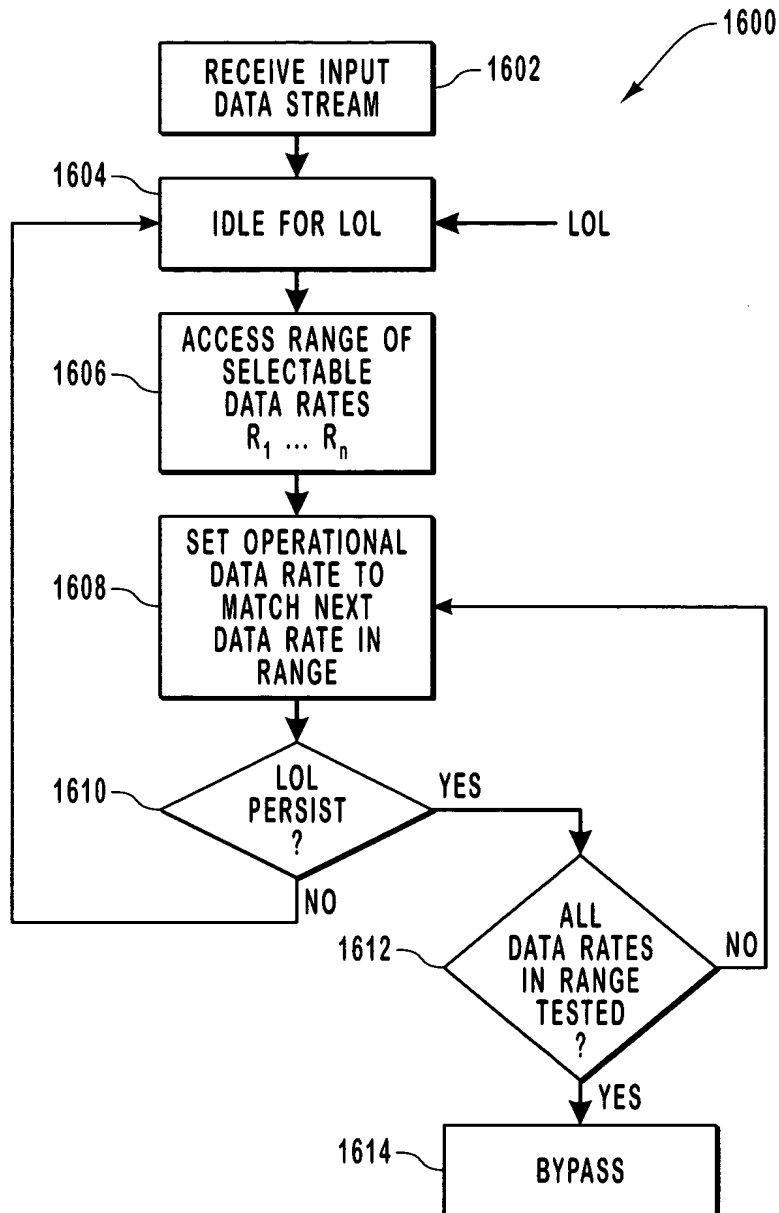 1600
RECEIVE INPUT
DATA STREAM
1602
1604
IDLE FOR LOL
LOL
1606
ACCESS RANGE OF
SELECTABLE
DATA RATES
R1 ... Rn
1608
SET OPERATIONAL
DATA RATE TO
MATCH NEXT
DATA RATE IN
RANGE
1610
LOL
PERSIST
?
YES
NO
1612
ALL
DATA RATES
IN RANGE
TESTED
?
NO
YES
1614
BYPASS